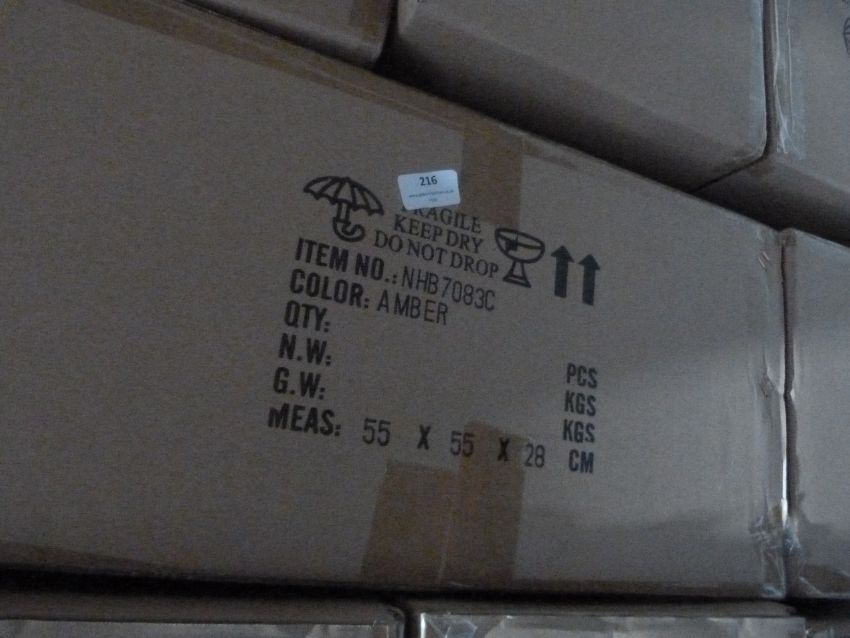 216
FRAGILE
KEEP DRY
DO NOT DROP
ITEM NO.: NHB7083C
COLOR: AMBER
QTY: PCS
N.W: KGS
G.W: KGS
MEAS: 55 X 55 X 28 CM